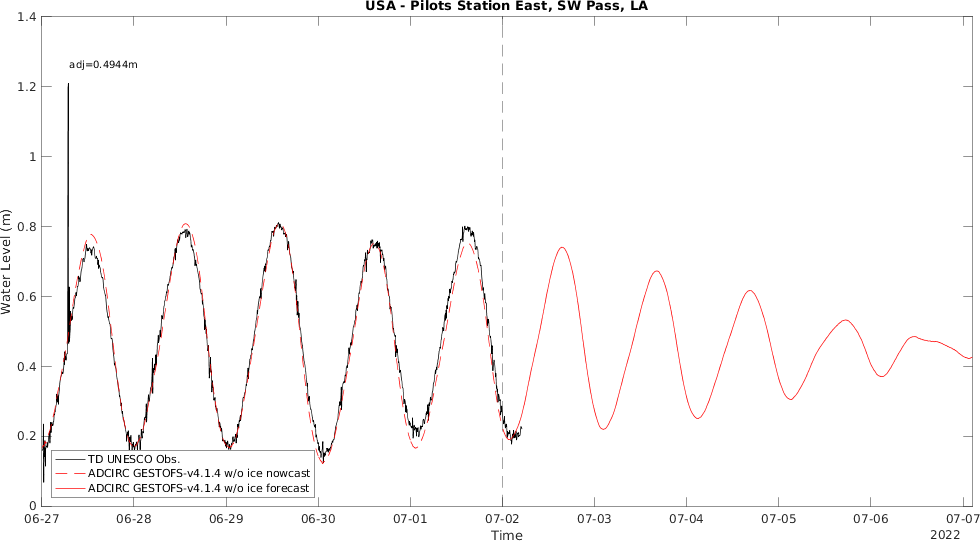 USA - Pilots Station East, SW Pass, LA
1.4
adj=0.4944m
1.2
1
0.8
0.6
0.4
0.2
0
Water Level (m)
TD UNESCO Obs.
ADCIRC GESTOFS-v4.1.4 w/o ice nowcast
ADCIRC GESTOFS-v4.1.4 w/o ice forecast
06-27 06-28 06-29 06-30 07-01 07-02 07-03 07-04 07-05 07-06 07-07
Time
2022